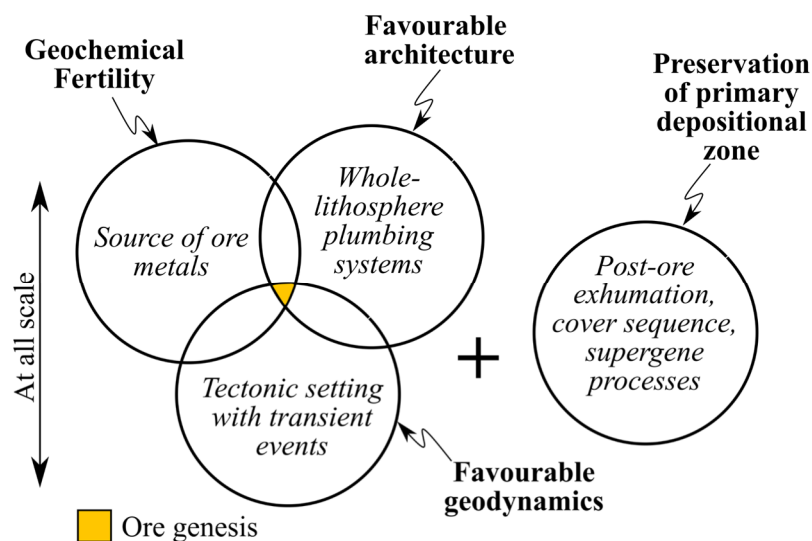 Geochemical
Fertility
Favourable
architecture
Preservation
of primary
depositional
zone
Source of ore
metals
Whole-
lithosphere
plumbing
systems
Tectonic setting
with transient
events
+
Post-ore
exhumation,
cover sequence,
supergene
processes
At all scale
Favourable
geodynamics
Ore genesis